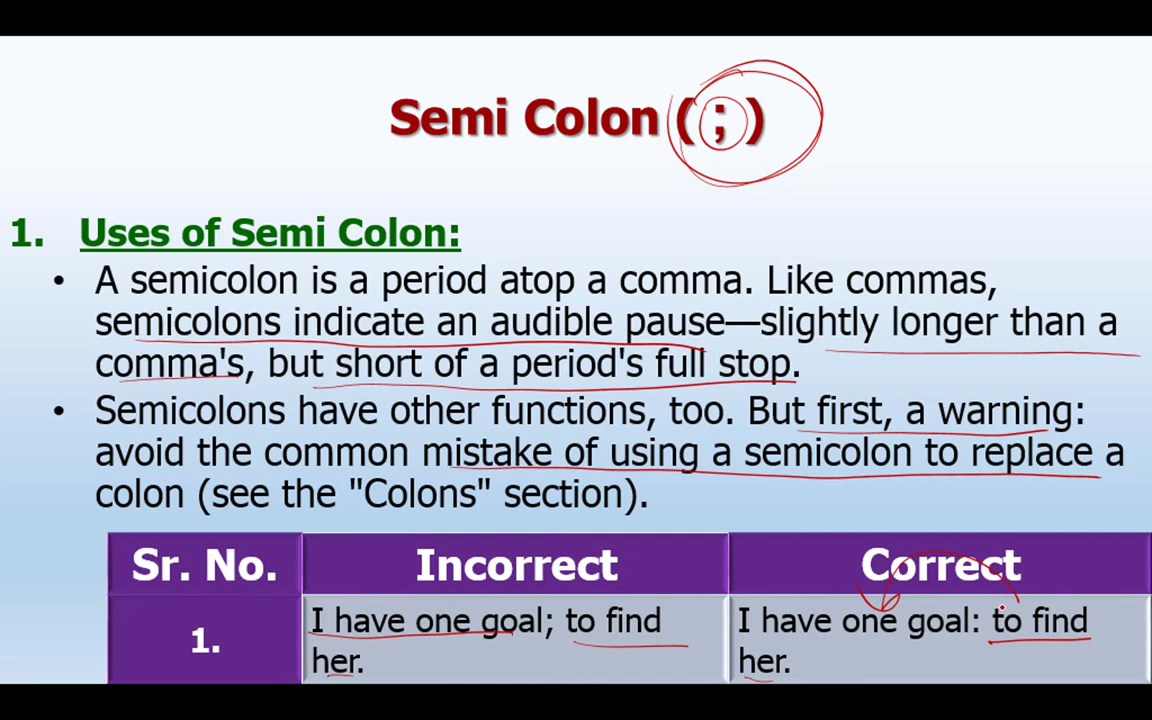 Semi Colon ( ; )
1. Uses of Semi Colon:
• A semicolon is a period atop a comma. Like commas,
semicolons indicate an audible pause—slightly longer than a
comma's, but short of a period's full stop.
• Semicolons have other functions, too. But first, a warning:
avoid the common mistake of using a semicolon to replace a
colon (see the "Colons" section).
Sr. No. Incorrect Correct
1. I have one goal; to find her. I have one goal: to find her.